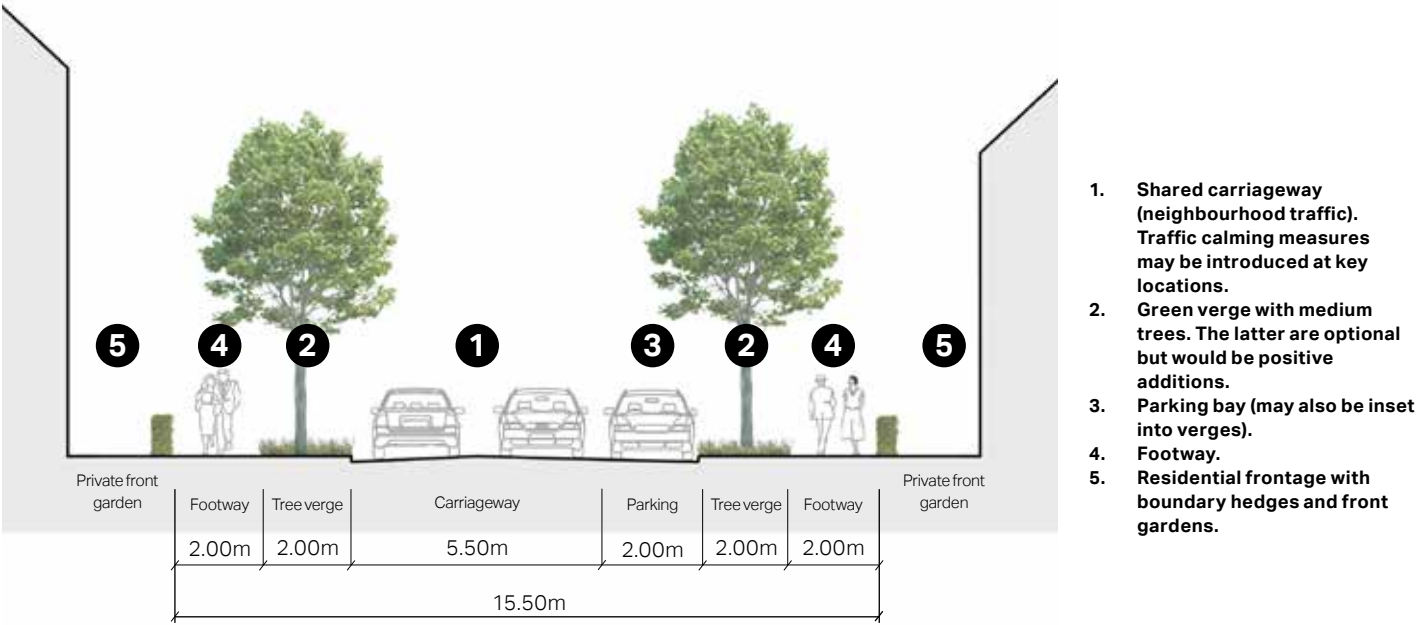 5 4 2 1 3 2 4 5
Private front
garden
Footway Tree verge Carriageway Parking Tree verge Footway
Private front
garden
2.00m 2.00m 5.50m 2.00m 2.00m 2.00m
15.50m
1. Shared carriageway
(neighbourhood traffic).
Traffic calming measures
may be introduced at key
locations.
2. Green verge with medium
trees. The latter are optional
but would be positive
additions.
3. Parking bay (may also be inset
into verges).
4. Footway.
5. Residential frontage with
boundary hedges and front
gardens.